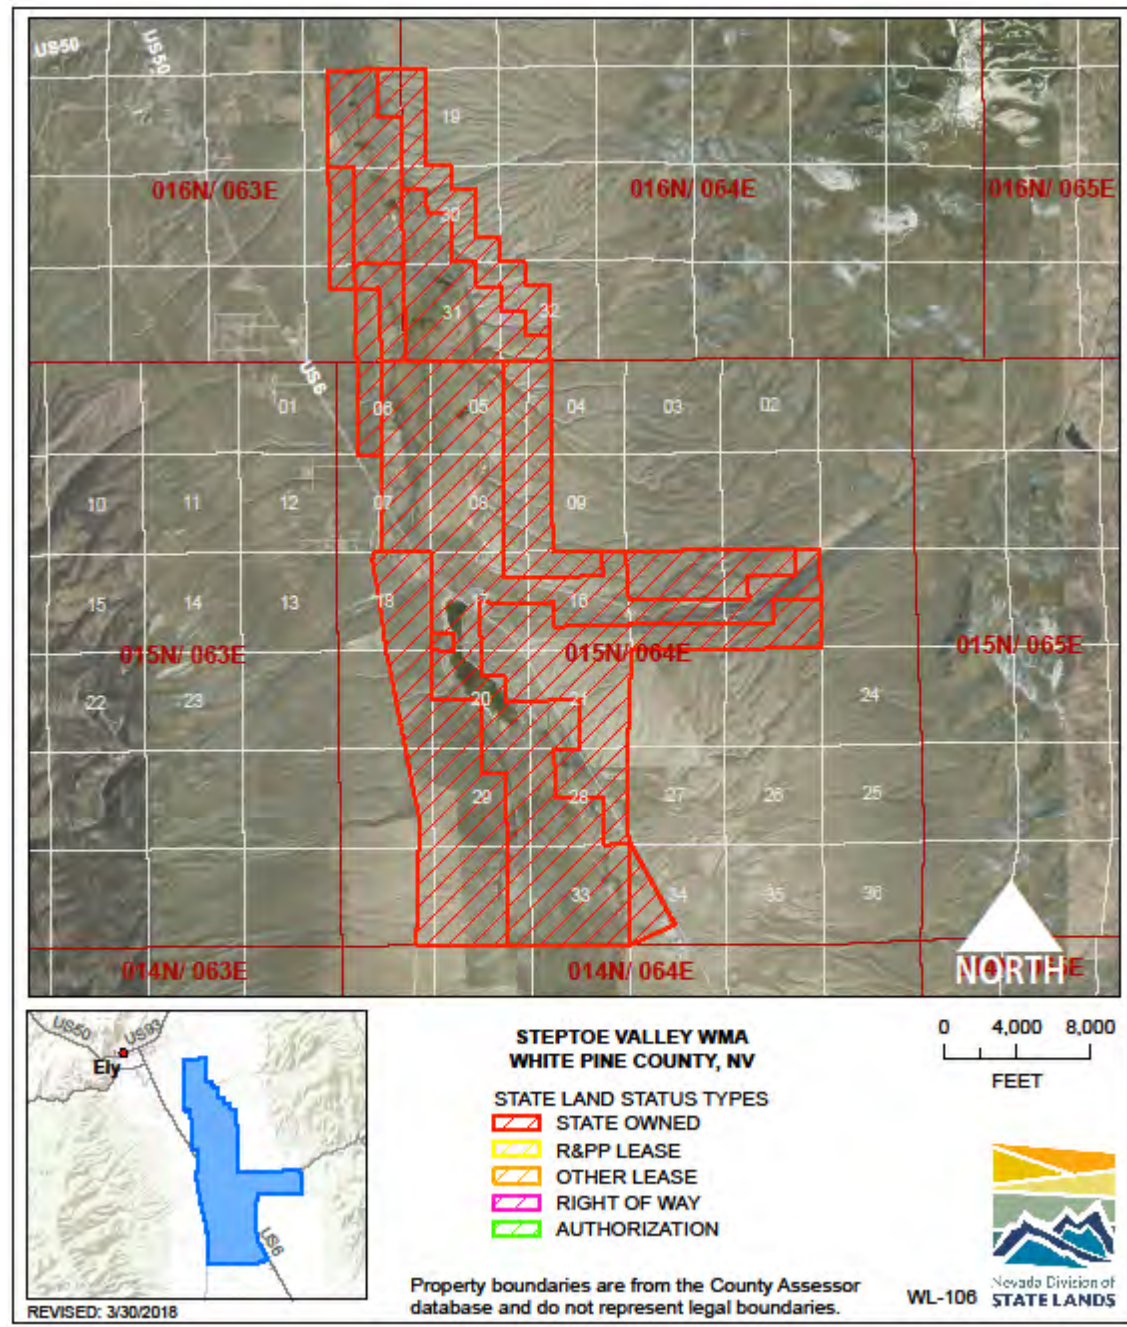 US50
US50
19
016N/ 063E
016N/ 064E
016N/ 065E
30
31
32
US6
01
06
05
04
03
02
10
11
12
07
08
09
15
14
13
18
17
16
015N/ 063E
015N/ 064E
015N/ 065E
22
23
20
21
24
29
28
27
26
25
33
34
35
36
014N/ 063E
014N/ 064E
NORTH
US50
US93
Ely
US6
REVISED: 3/30/2018
STEPTOE VALLEY WMA
WHITE PINE COUNTY, NV
STATE LAND STATUS TYPES
STATE OWNED
R&PP LEASE
OTHER LEASE
RIGHT OF WAY
AUTHORIZATION
Property boundaries are from the County Assessor
database and do not represent legal boundaries.
0 4,000 8,000
FEET
WL-106
Nevada Division of
STATE LANDS